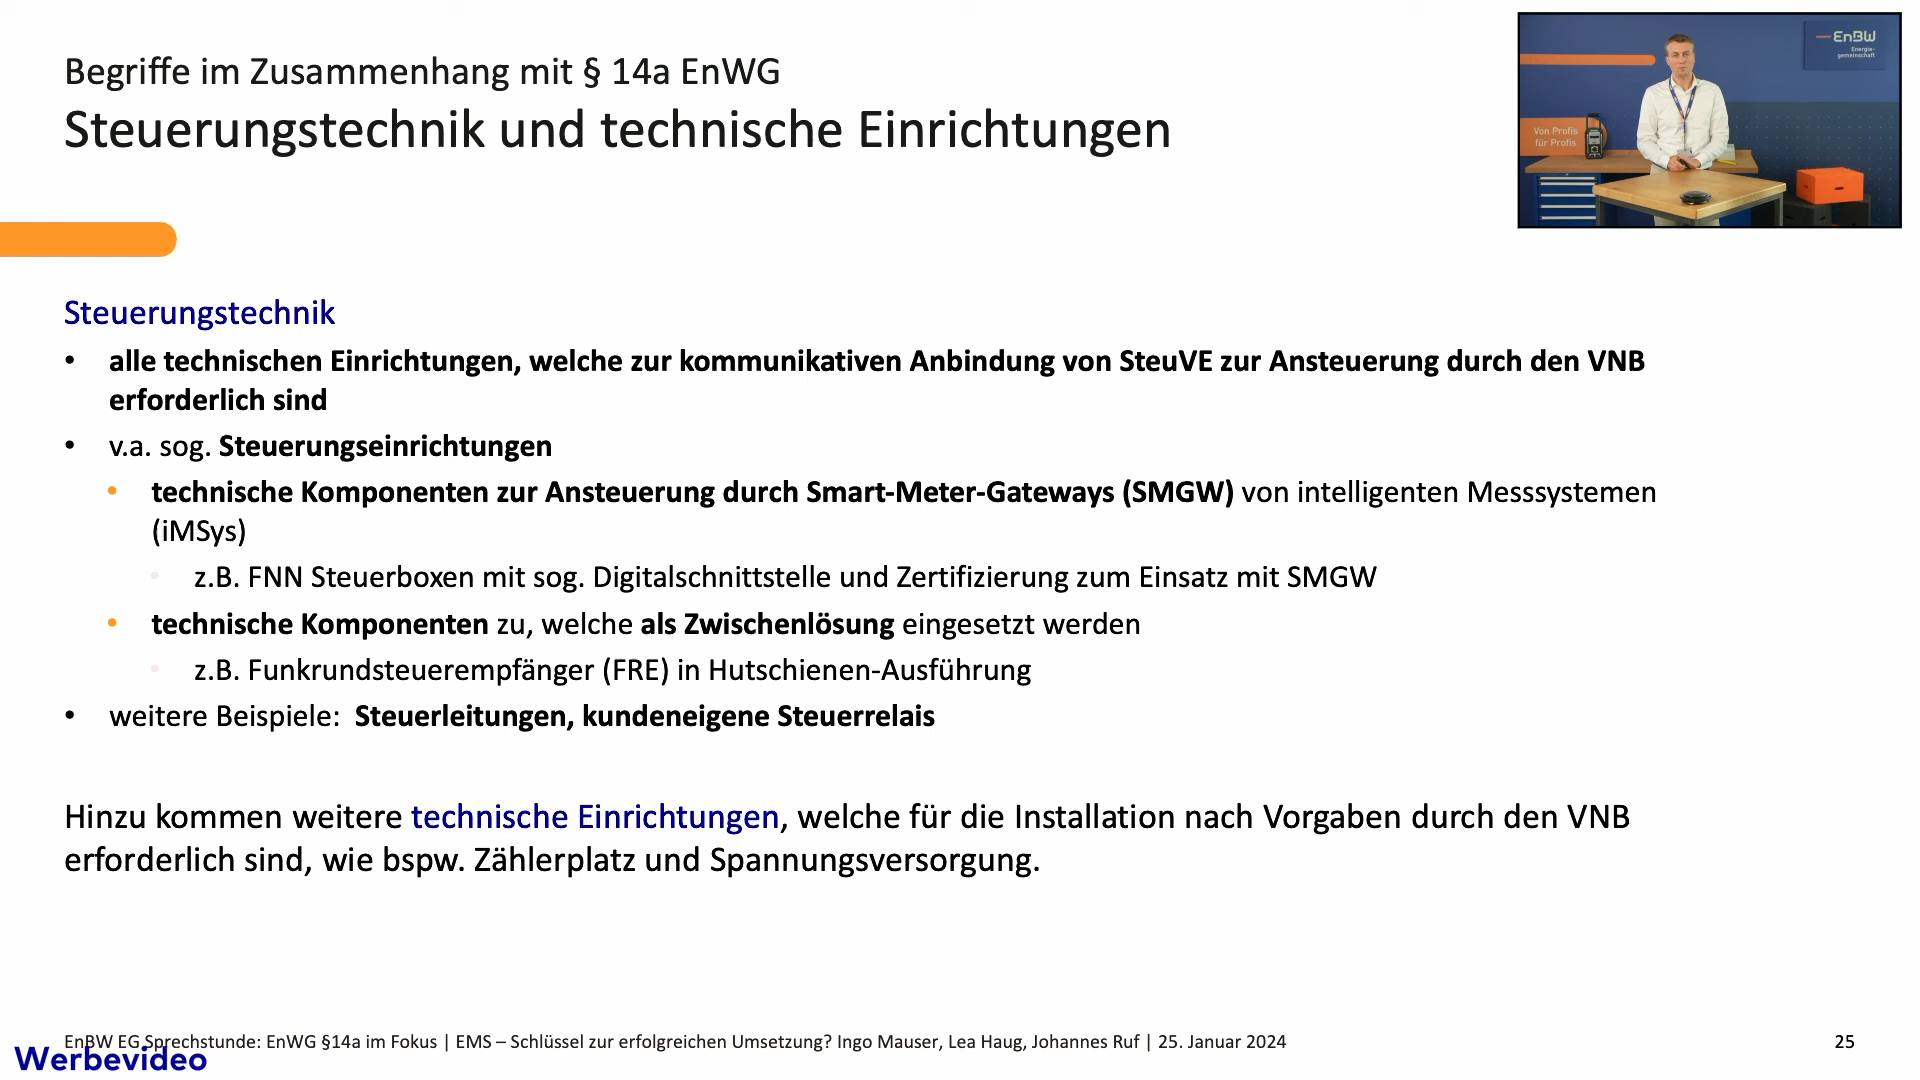 Begriffe im Zusammenhang mit § 14a EnWG
Steuerungstechnik und technische Einrichtungen
EnBW
Energie-
gemeinschaft
Von Profis
für Profis
Steuerungstechnik
• alle technischen Einrichtungen, welche zur kommunikativen Anbindung von SteuVE zur Ansteuerung durch den VNB
erforderlich sind
• v.a. sog. Steuerungseinrichtungen
• technische Komponenten zur Ansteuerung durch Smart-Meter-Gateways (SMGW) von intelligenten Messsystemen
(iMSys)
• z.B. FNN Steuerboxen mit sog. Digitalschnittstelle und Zertifizierung zum Einsatz mit SMGW
• technische Komponenten zu, welche als Zwischenlösung eingesetzt werden
• z.B. Funkrundsteuerempfänger (FRE) in Hutschienen-Ausführung
• weitere Beispiele: Steuerleitungen, kundeneigene Steuerrelais
Hinzu kommen weitere technische Einrichtungen, welche für die Installation nach Vorgaben durch den VNB
erforderlich sind, wie bspw. Zählerplatz und Spannungsversorgung.
EnBW EG Sprechstunde: EnWG §14a im Fokus | EMS – Schlüssel zur erfolgreichen Umsetzung? Ingo Mauser, Lea Haug, Johannes Ruf | 25. Januar 2024
25
Werbevideo